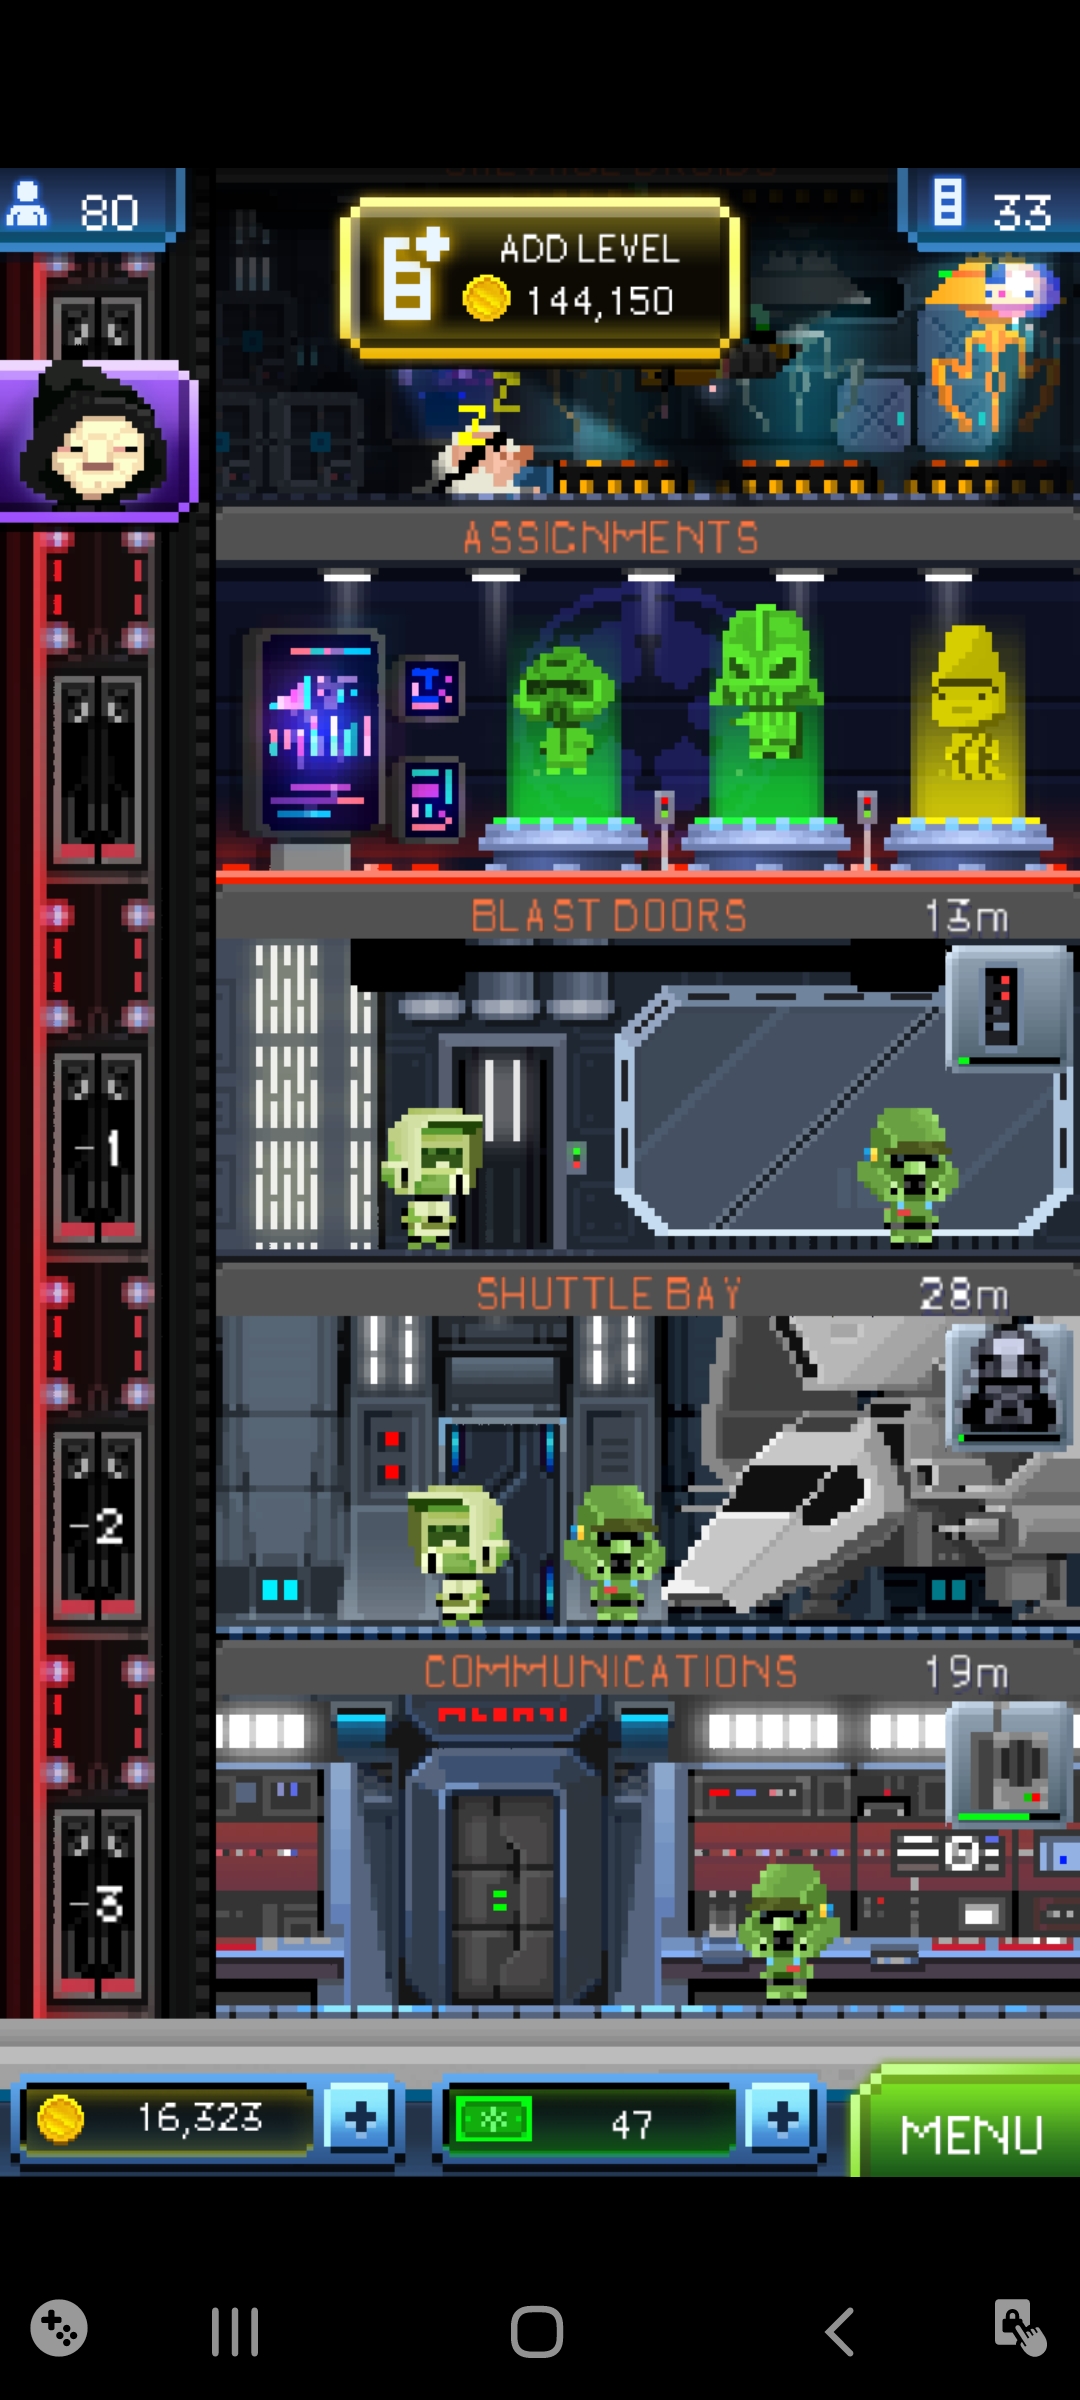 80
ADD LEVEL
144,150
33
Z
Z
ASSIGNMENTS
BLAST DOORS 13m
-1
SHUTTLE BAY 28m
-2
COMMUNICATIONS 19m
-3
16,323
47
MENU